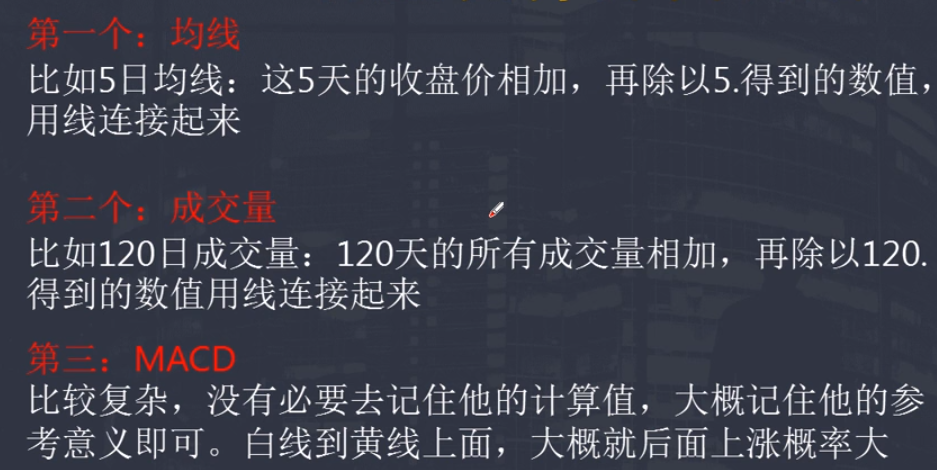 第一个：均线
比如5日均线：这5天的收盘价相加，再除以5.得到的数值，
用线连接起来
第二个：成交量
比如120日成交量：120天的所有成交量相加，再除以120.
得到的数值用线连接起来
第三：MACD
比较复杂，没有必要去记住他的计算值，大概记住他的参
考意义即可。白线到黄线上面，大概就后面上涨概率大